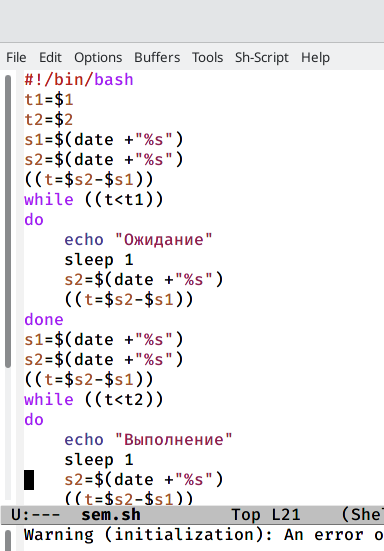 File Edit Options Buffers Tools Sh-Script Help
#!/bin/bash
t1=$1
t2=$2
s1=$(date +"%s")
s2=$(date +"%s")
((t=$s2-$s1))
while ((t<t1))
do
    echo "Ожидание"
    sleep 1
    s2=$(date +"%s")
    ((t=$s2-$s1))
done
s1=$(date +"%s")
s2=$(date +"%s")
((t=$s2-$s1))
while ((t<t2))
do
    echo "Выполнение"
    sleep 1
    s2=$(date +"%s")
    ((t=$s2-$s1))
U:--- sem.sh Top L21 (She
Warning (initialization): An error o